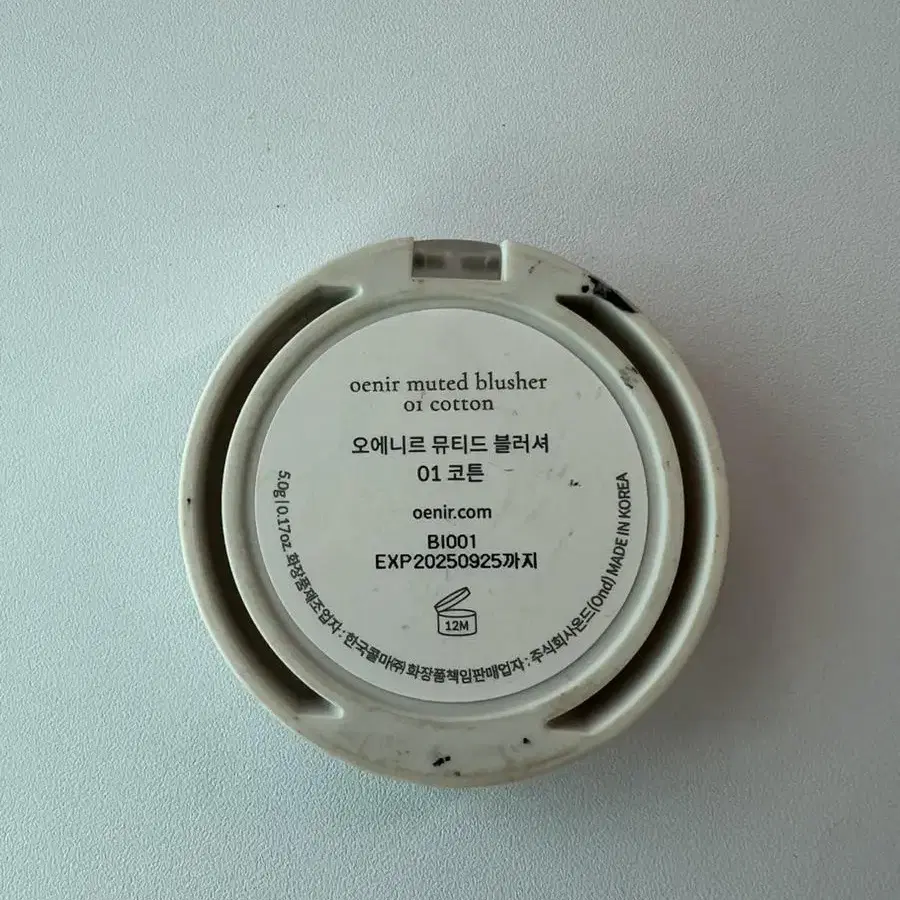 oenir muted blusher
01 cotton
오에니르 뮤티드 블러셔
01 코튼
oenir.com
BI001
EXP20250925까지
12M
5.0g | 0.17oz. 화장품제조업자 : 한국콜마㈜ 화장품책임판매업자 : 주식회사온드(Ond) MADE IN KOREA